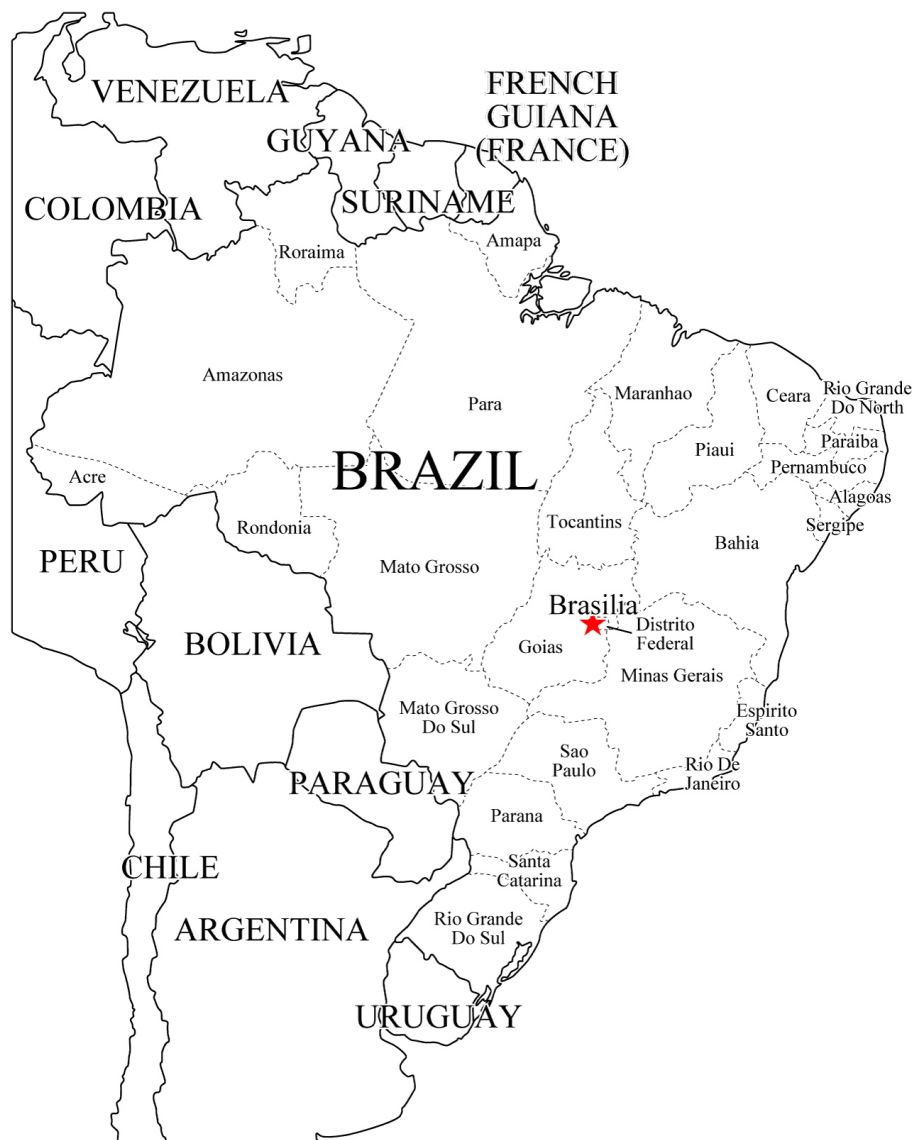 VENEZUELA
FRENCH
GUIANA
(FRANCE)
GUYANA
SURINAME
COLOMBIA
Amapa
Roraima
Amazonas
Para
Maranhao
Ceara
Rio Grande
Do North
Paraiba
Piaui
Pernambuco
BRAZIL
Acre
Alagoas
Sergipe
Rondonia
Tocantins
Bahia
PERU
Mato Grosso
Brasilia
Distrito
Federal
BOLIVIA
Goias
Minas Gerais
Mato Grosso
Do Sul
Espirito
Santo
Sao
Paulo
Rio De
Janeiro
PARAGUAY
Parana
CHILE
Santa
Catarina
ARGENTINA
Rio Grande
Do Sul
URUGUAY